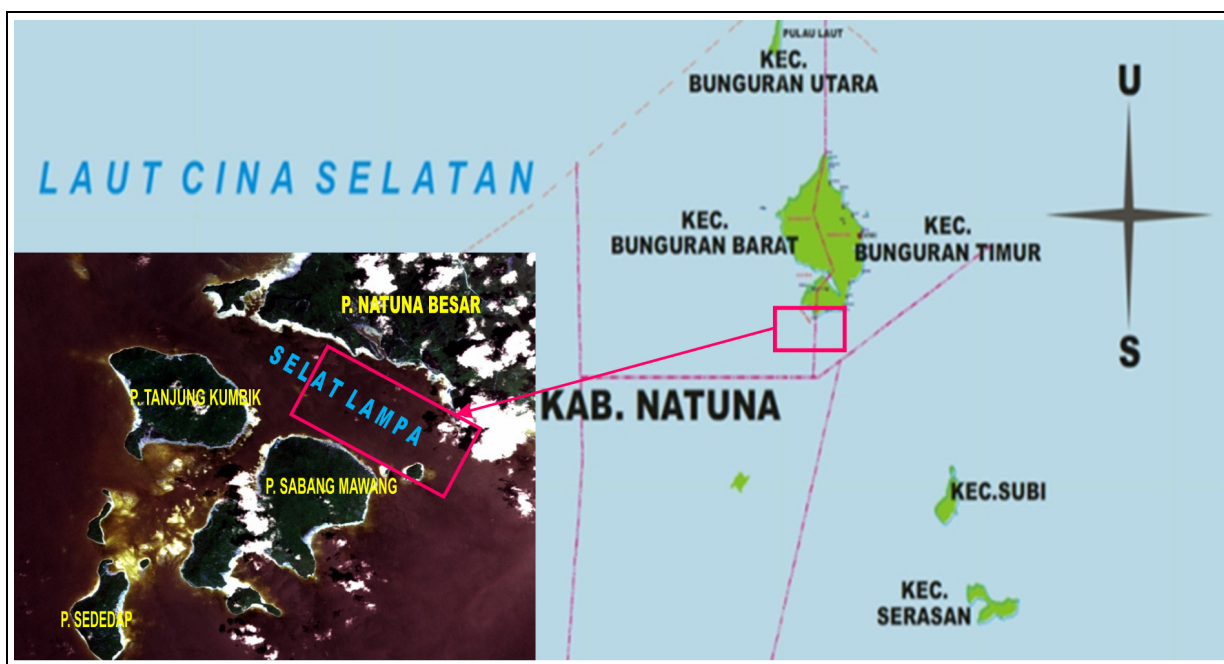 PULAU LAUT
KEC.
BUNGURAN UTARA
U
LAUT CINA SELATAN
KEC.
BUNGURAN BARAT
KEC.
BUNGURAN TIMUR
S
P. NATUNA BESAR
SELAT LAMPA
P. TANJUNG KUMBIK
P. SABANG MAWANG
P. SEDEDAP
KAB. NATUNA
KEC.SUBI
KEC.
SERASAN